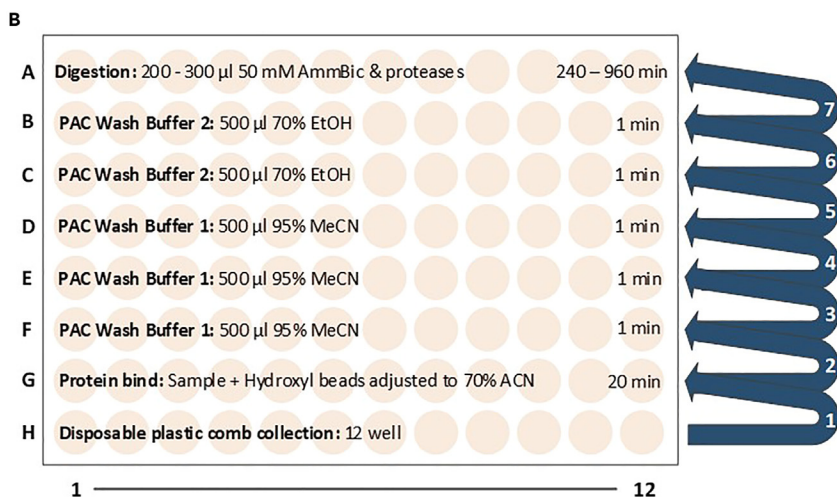 B
A Digestion: 200 - 300 µl 50 mM AmmBic & proteases 240 – 960 min
7
B PAC Wash Buffer 2: 500 µl 70% EtOH 1 min
6
C PAC Wash Buffer 2: 500 µl 70% EtOH 1 min
5
D PAC Wash Buffer 1: 500 µl 95% MeCN 1 min
4
E PAC Wash Buffer 1: 500 µl 95% MeCN 1 min
3
F PAC Wash Buffer 1: 500 µl 95% MeCN 1 min
2
G Protein bind: Sample + Hydroxyl beads adjusted to 70% ACN 20 min
1
H Disposable plastic comb collection: 12 well
1 12